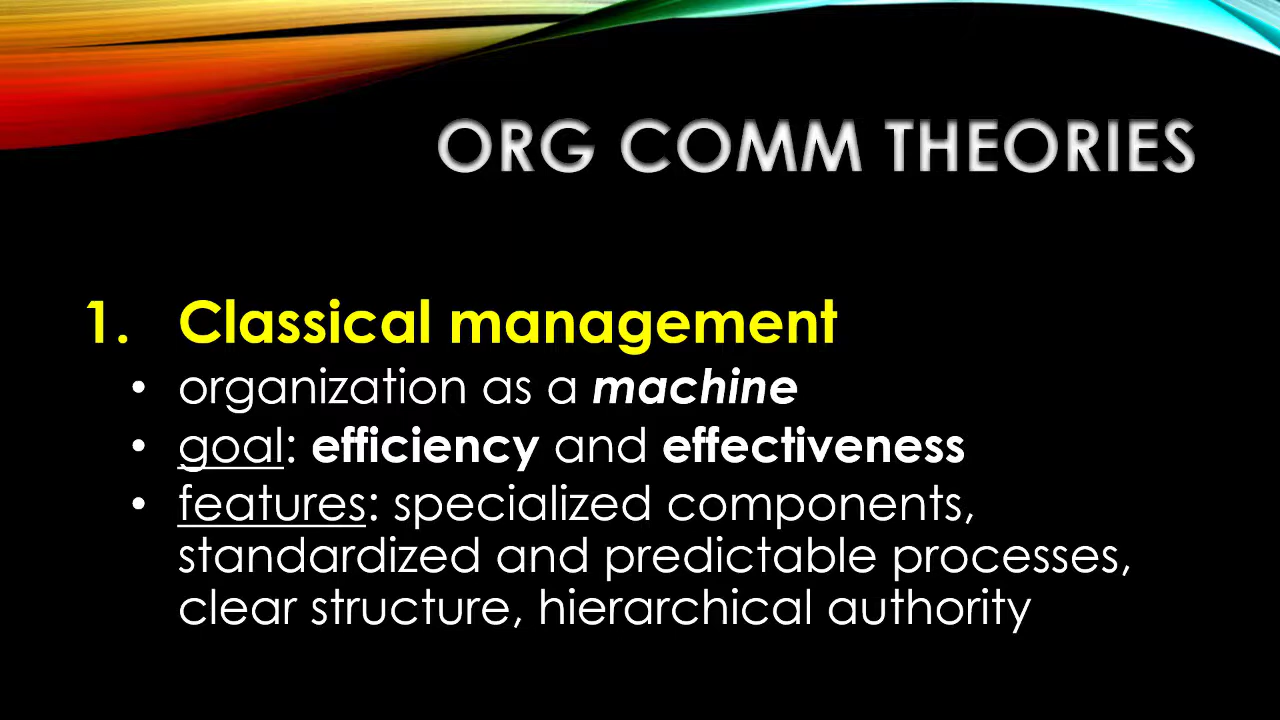 ORG COMM THEORIES
1. Classical management
• organization as a machine
• goal: efficiency and effectiveness
• features: specialized components,
standardized and predictable processes,
clear structure, hierarchical authority